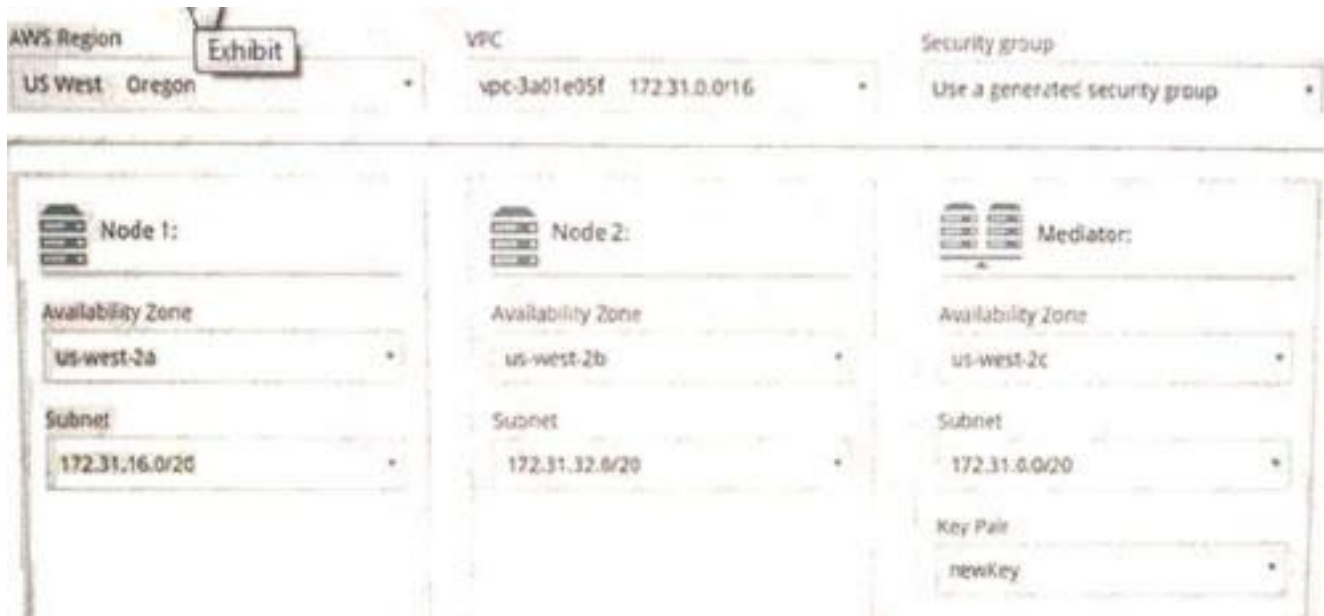 AWS Region
Exhibit
VPC
Security group
US West Oregon
vpc-3a01e05f 172.31.0.0/16
Use a generated security group
Node 1:
Node 2:
Mediator:
Availability Zone
Availability Zone
Availability Zone
us-west-2a
us-west-2b
us-west-2c
Subnet
Subnet
Subnet
172.31.16.0/20
172.31.32.0/20
172.31.0.0/20
Key Pair
newKey